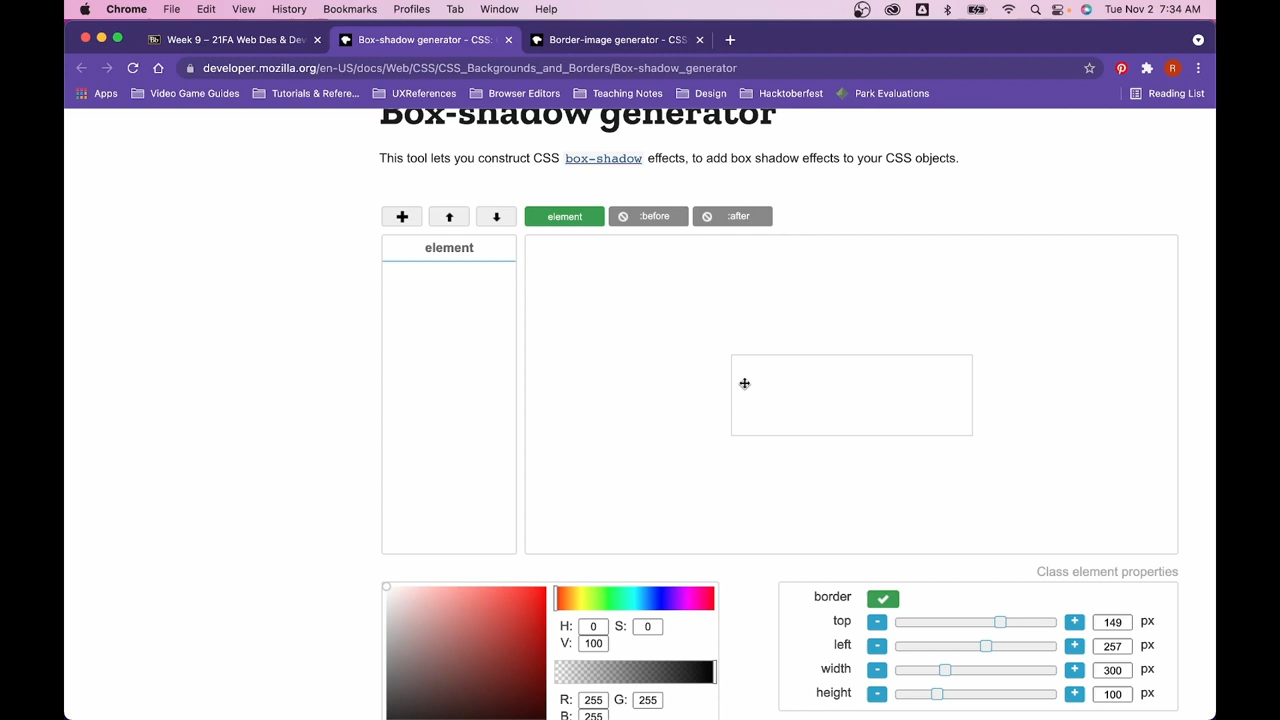 Chrome File Edit View History Bookmarks Profiles Tab Window Help Tue Nov 2 7:34 AM
Week 9 – 21FA Web Des & De Box-shadow generator - CSS: Border-image generator - CSS
developer.mozilla.org/en-US/docs/Web/CSS/CSS_Backgrounds_and_Borders/Box-shadow_generator R
Apps Video Game Guides Tutorials & Refere... UXReferences Browser Editors Teaching Notes Design Hacktoberfest Park Evaluations Reading List
Box-shadow generator
This tool lets you construct CSS box-shadow effects, to add box shadow effects to your CSS objects.
element :before :after
element
Class element properties
border
top - + 149 px
left - + 257 px
width - + 300 px
height - + 100 px
H: 0 S: 0
V: 100
R: 255 G: 255
B: 255